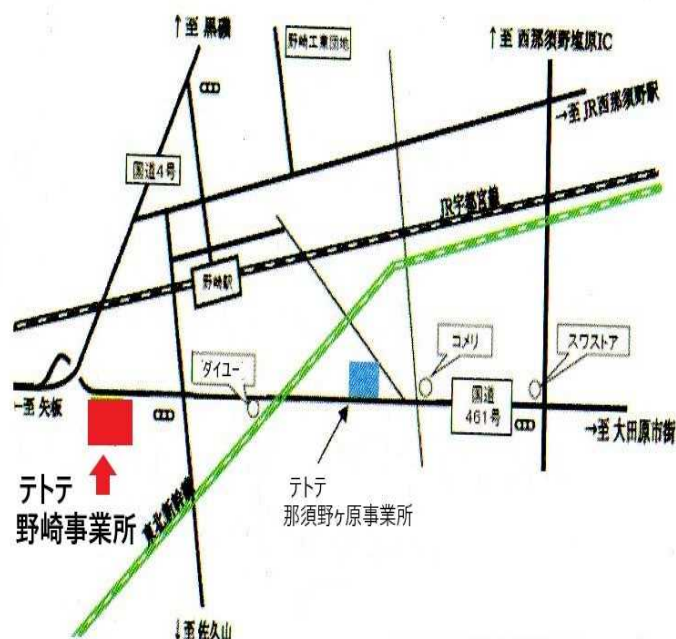 ↑至 黒磯
野崎工業団地
↑至 西那須野塩原IC
→至 JR西那須野駅
国道4号
JR宇都宮線
野崎駅
コメリ
スワストア
ダイユー
←至 矢板
国道
461号
→至 大田原市街
テトテ
野崎事業所
テトテ
那須野ヶ原事業所
東北新幹線
↓至 佐久山